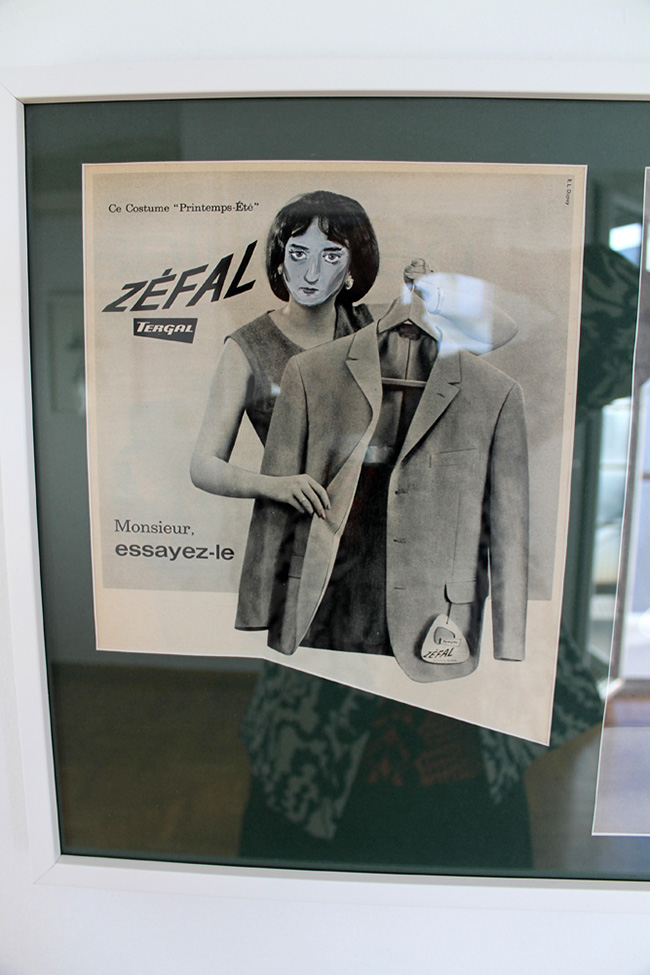 Ce Costume "Printemps-Été"
ZÉFAL
TERGAL
Monsieur,
essayez-le
ZÉFAL